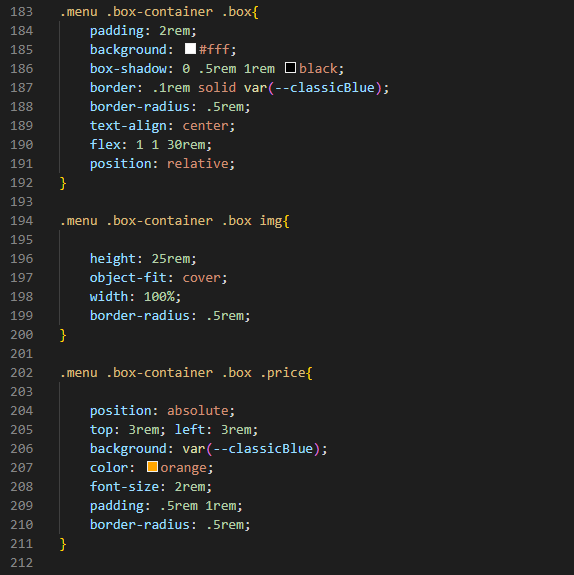 183 .menu .box-container .box{
184 padding: 2rem;
185 background: #fff;
186 box-shadow: 0 .5rem 1rem black;
187 border: .1rem solid var(--classicBlue);
188 border-radius: .5rem;
189 text-align: center;
190 flex: 1 1 30rem;
191 position: relative;
192 }
193
194 .menu .box-container .box img{
195
196 height: 25rem;
197 object-fit: cover;
198 width: 100%;
199 border-radius: .5rem;
200 }
201
202 .menu .box-container .box .price{
203
204 position: absolute;
205 top: 3rem; left: 3rem;
206 background: var(--classicBlue);
207 color: orange;
208 font-size: 2rem;
209 padding: .5rem 1rem;
210 border-radius: .5rem;
211 }
212